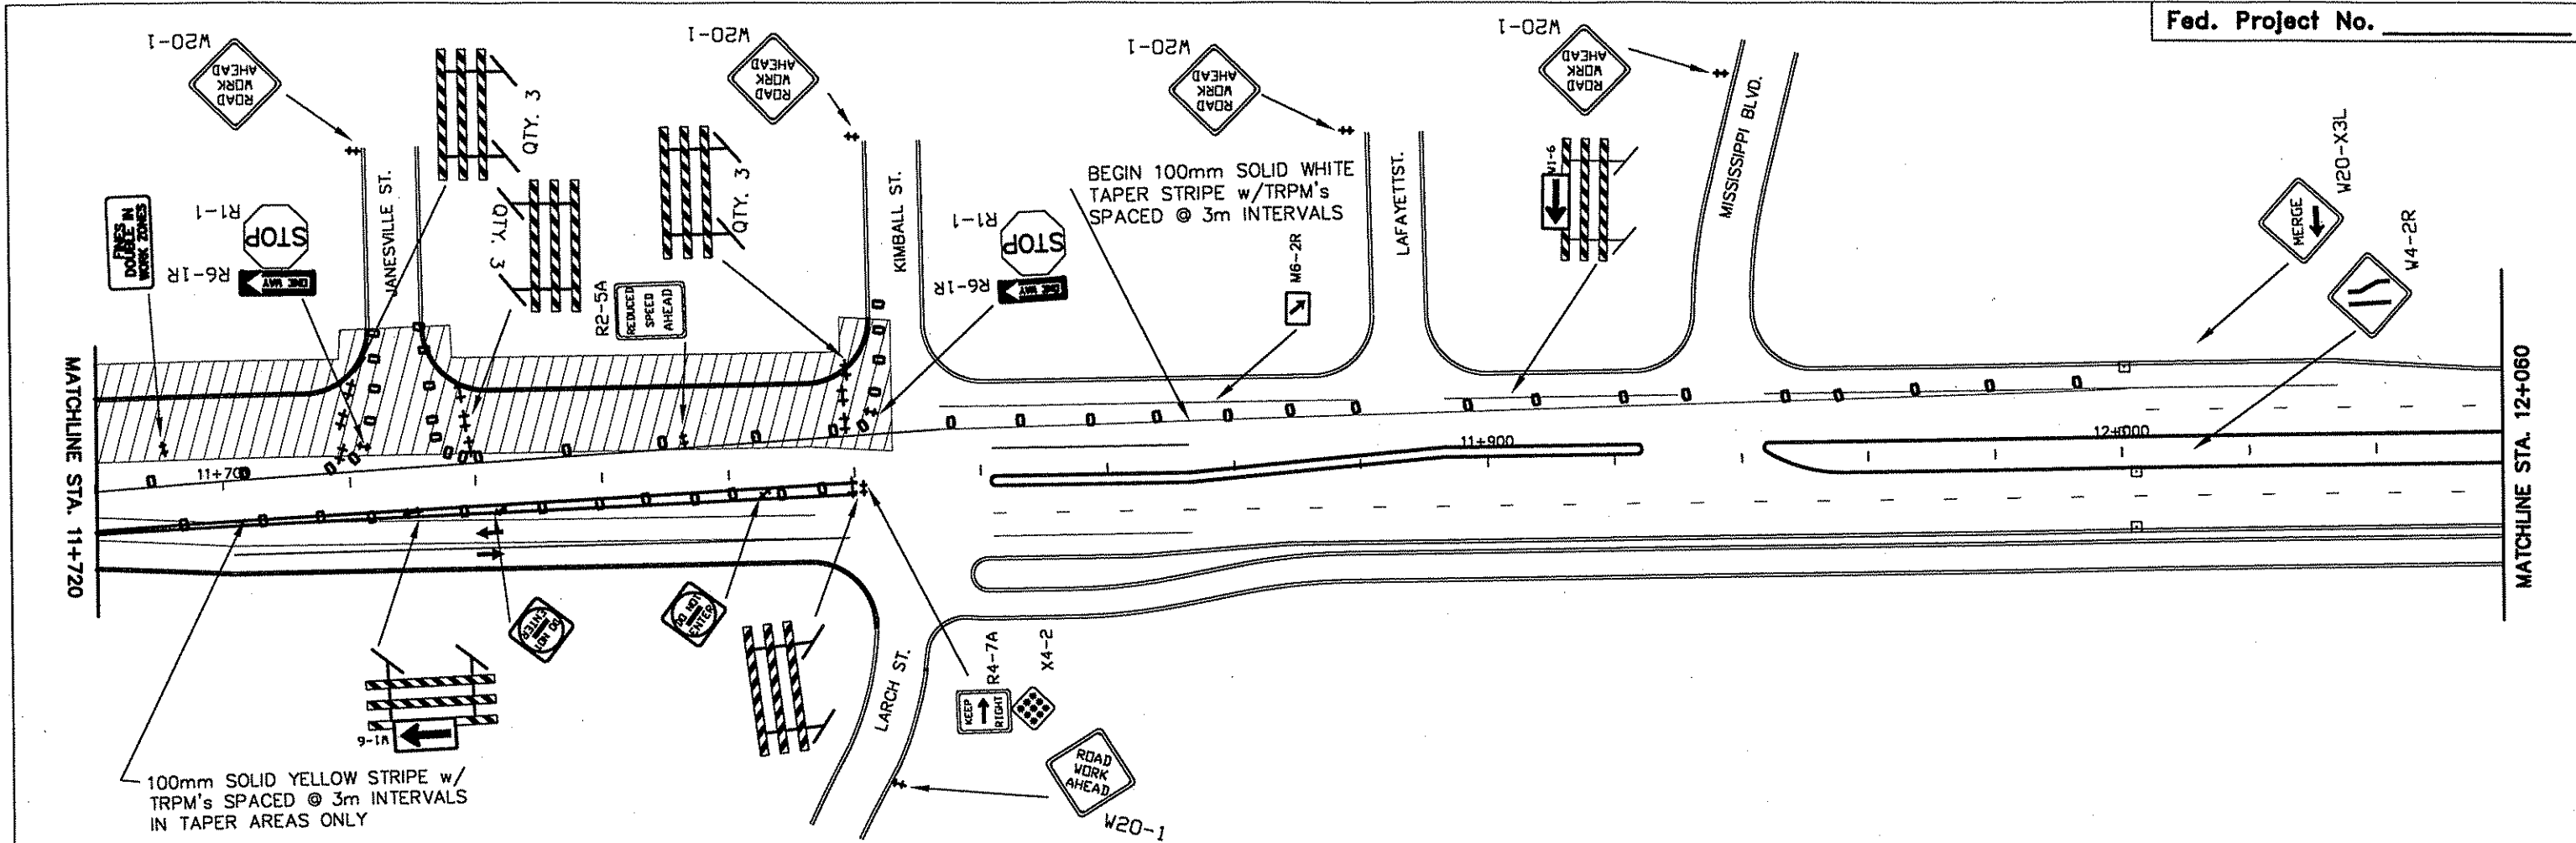 Fed. Project No.
W20-1
ROAD
WORK
AHEAD
W20-1
ROAD
WORK
AHEAD
W20-1
ROAD
WORK
AHEAD
W20-1
ROAD
WORK
AHEAD
QTY. 3
QTY. 3
QTY. 3
FINES
DOUBLE IN
WORK ZONES
R1-1
STOP
R6-1R
ONE WAY
JANESVILLE ST.
R2-5A
REDUCED
SPEED
AHEAD
KIMBALL ST.
R1-1
STOP
R6-1R
ONE WAY
BEGIN 100mm SOLID WHITE
TAPER STRIPE w/TRPM's
SPACED @ 3m INTERVALS
M6-2R
LAFAYETTST.
W1-6
MISSISSIPPI BLVD.
W20-X3L
MERGE
W4-2R
MATCHLINE STA. 11+720
11+700
11+900
12+000
MATCHLINE STA. 12+060
DO NOT
ENTER
DO NOT
ENTER
W1-6
LARCH ST.
R4-7A
KEEP
RIGHT
X4-2
ROAD
WORK
AHEAD
W20-1
100mm SOLID YELLOW STRIPE w/
TRPM's SPACED @ 3m INTERVALS
IN TAPER AREAS ONLY